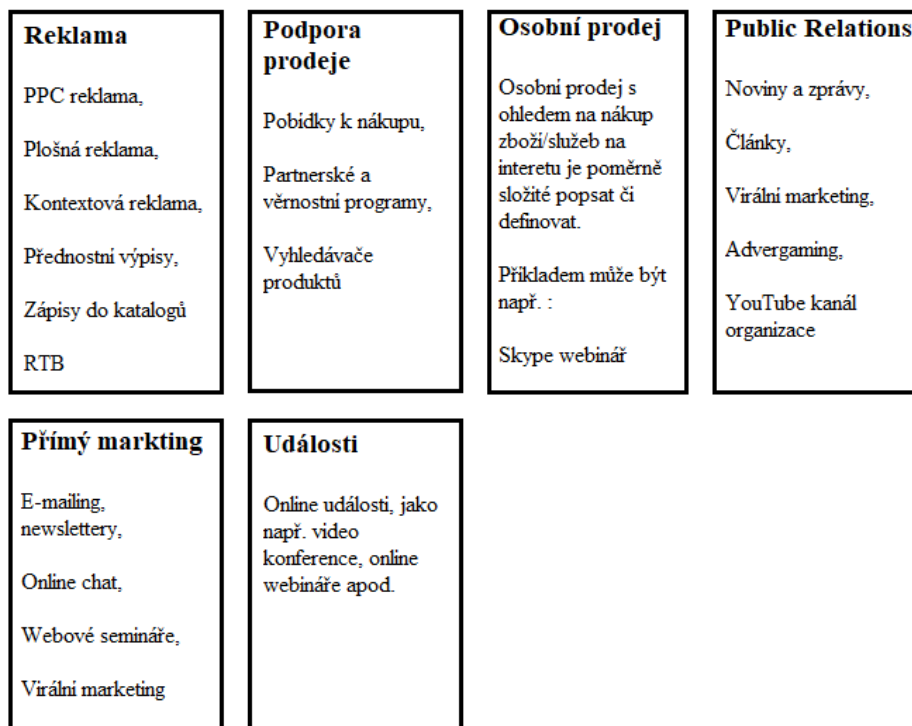 Reklama
PPC reklama,
Plošná reklama,
Kontextová reklama,
Přednostní výpisy,
Zápisy do katalogů
RTB
Podpora
prodeje
Pobídky k nákupu,
Partnerské a
věrnostní programy,
Vyhledávače
produktů
Osobní prodej
Osobní prodej s
ohledem na nákup
zboží/služeb na
interetu je poměrně
složité popsat či
definovat.
Příkladem může být
např. :
Skype webinář
Public Relations
Noviny a zprávy,
Články,
Virální marketing,
Advergaming,
YouTube kanál
organizace
Přímý markting
E-mailing,
newslettery,
Online chat,
Webové semináře,
Virální marketing
Události
Online události, jako
např. video
konference, online
webináře apod.